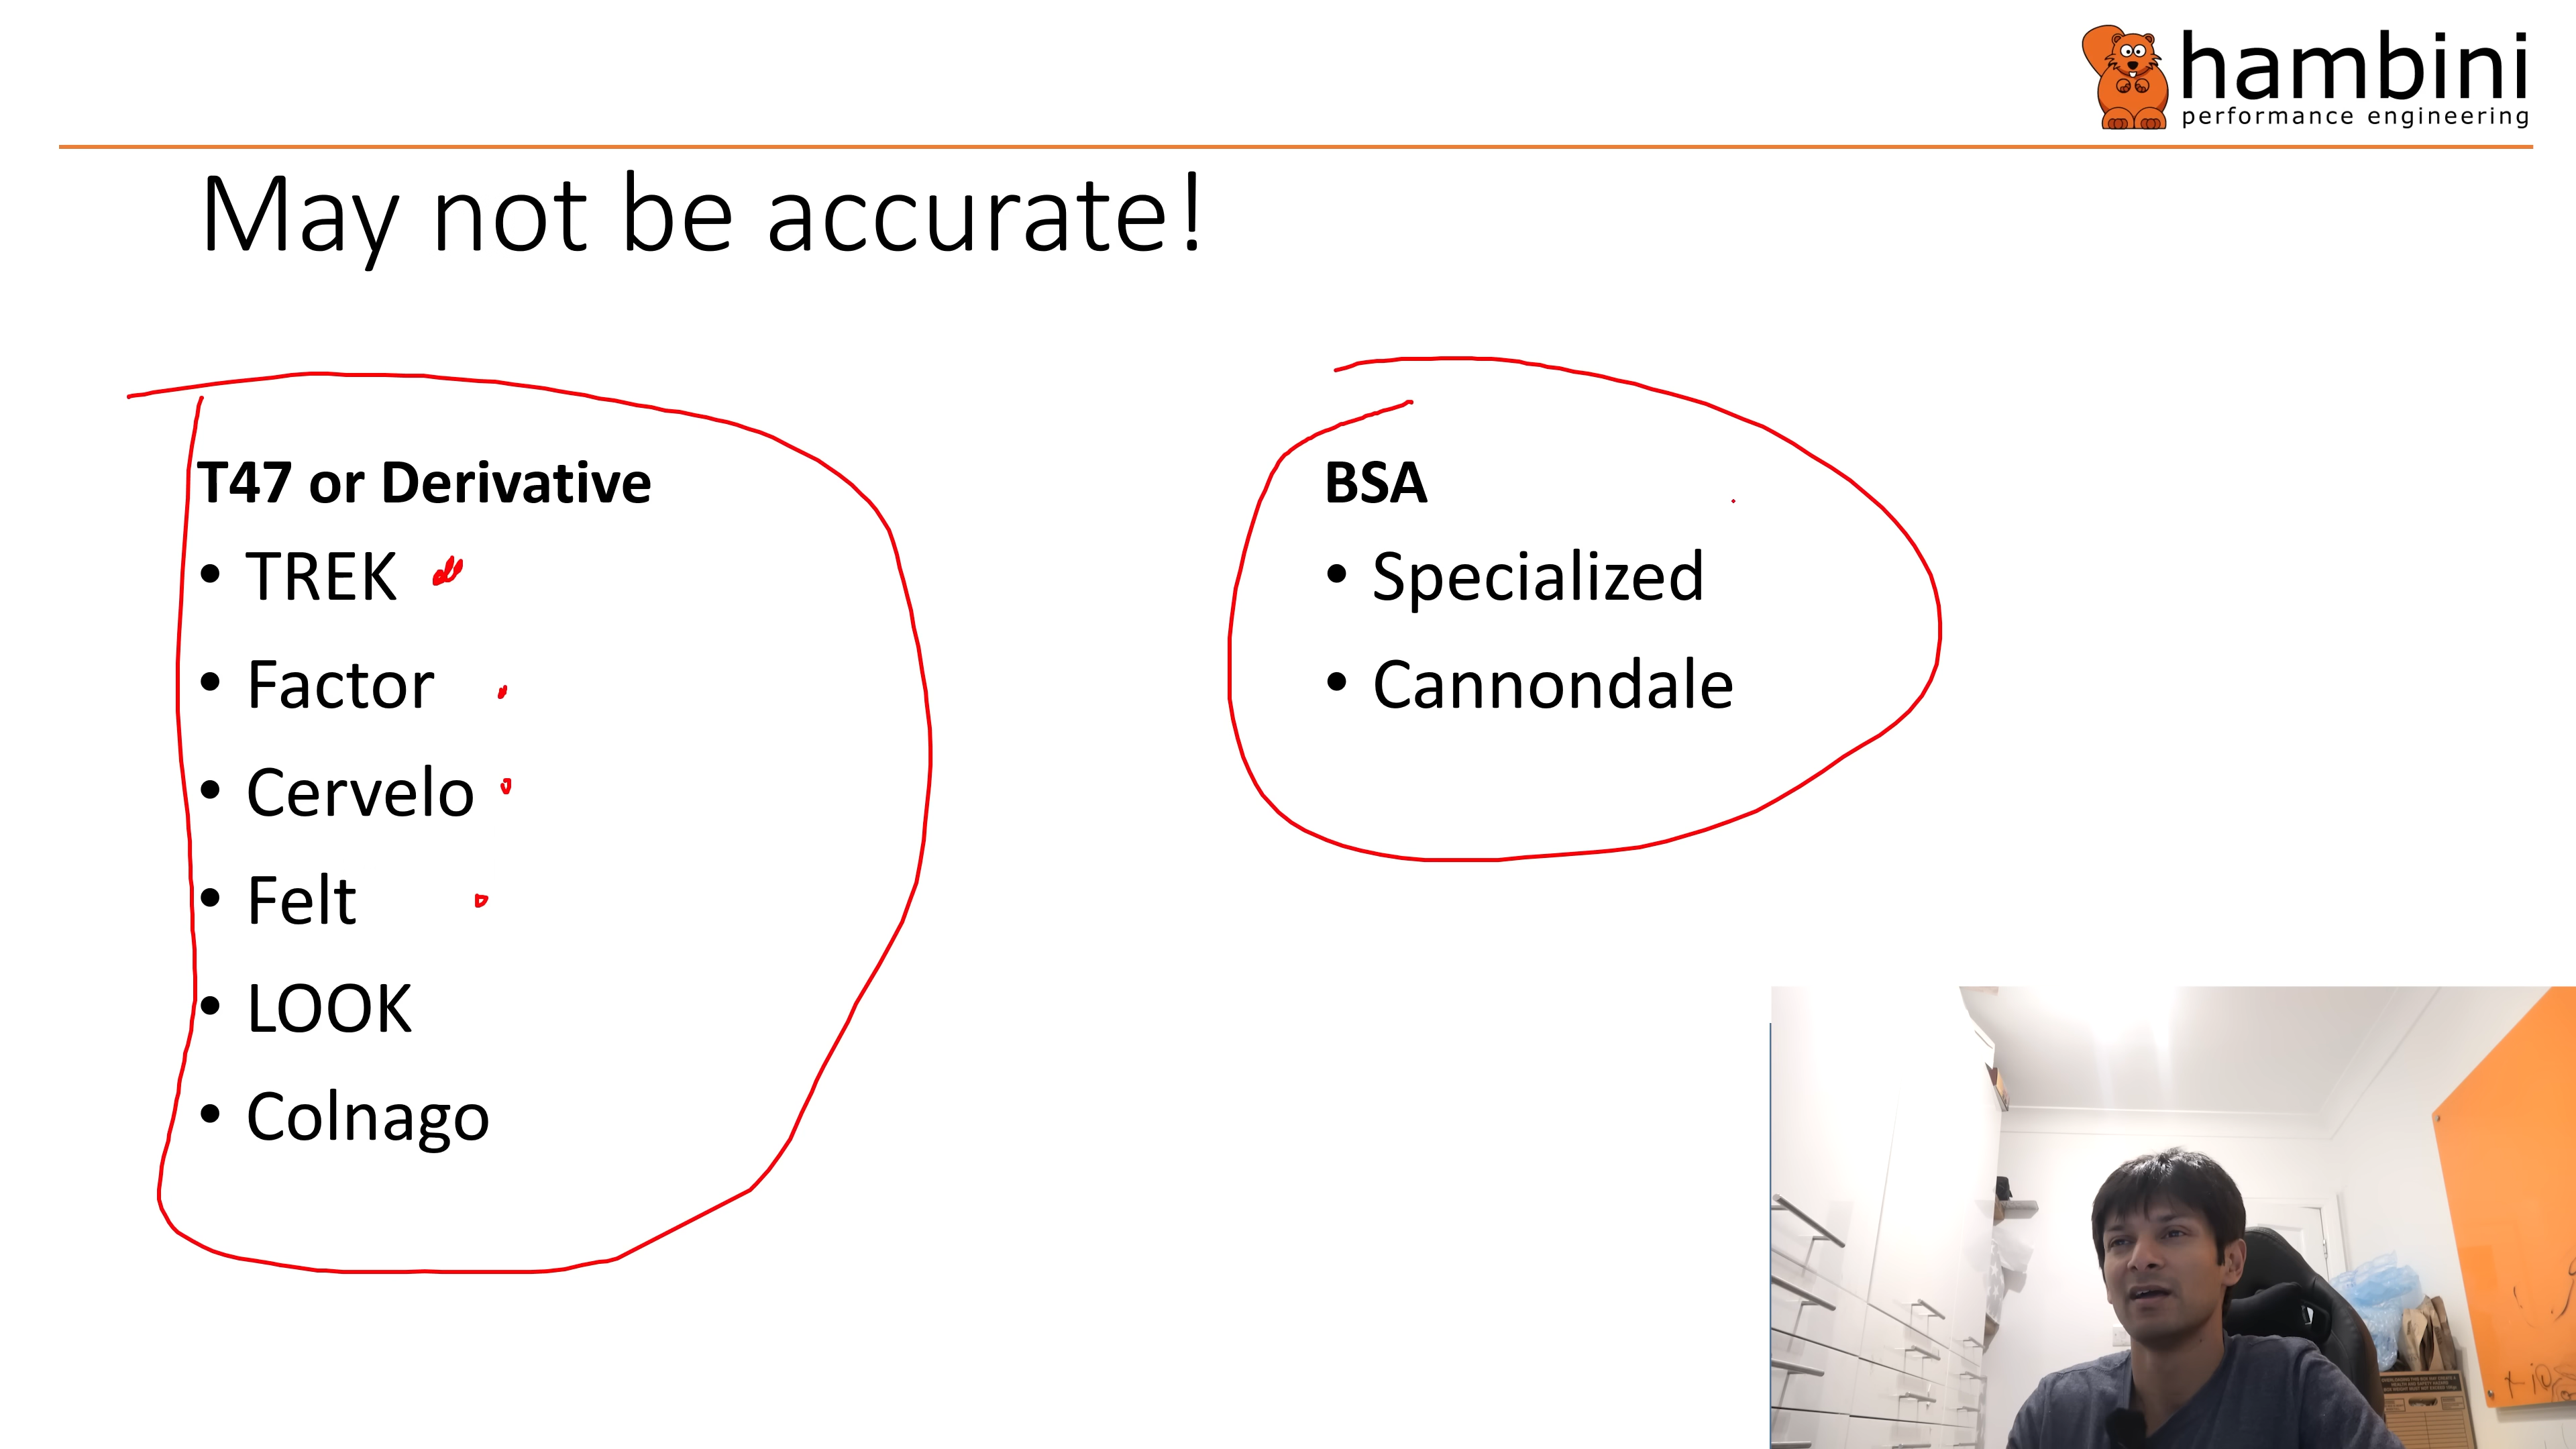 hambini
performance engineering
May not be accurate!
T47 or Derivative
• TREK
• Factor
• Cervelo
• Felt
• LOOK
• Colnago
BSA
• Specialized
• Cannondale